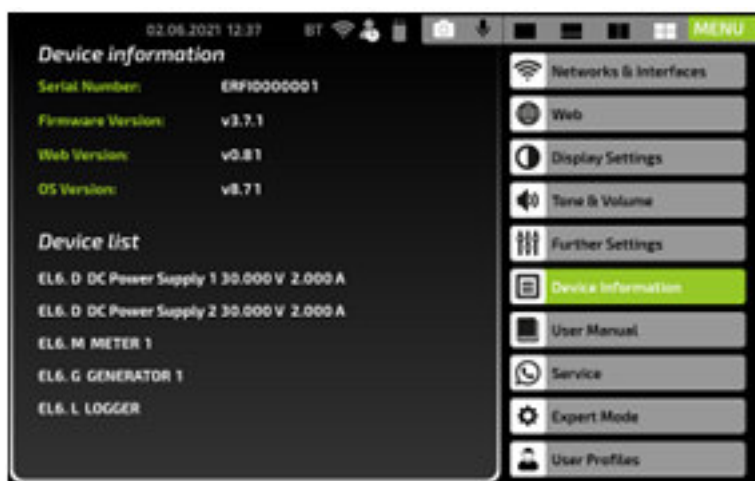 02.06.2021 12:37 BT MENU
Device information
Serial Number: ERFI0000001
Firmware Version: v3.7.1
Web Version: v0.81
OS Version: v8.71
Device list
EL6. D DC Power Supply 1 30.000 V 2.000 A
EL6. D DC Power Supply 2 30.000 V 2.000 A
EL6. M METER 1
EL6. G GENERATOR 1
EL6. L LOGGER
Networks & Interfaces
Web
Display Settings
Tone & Volume
Further Settings
Device Information
User Manual
Service
Expert Mode
User Profiles